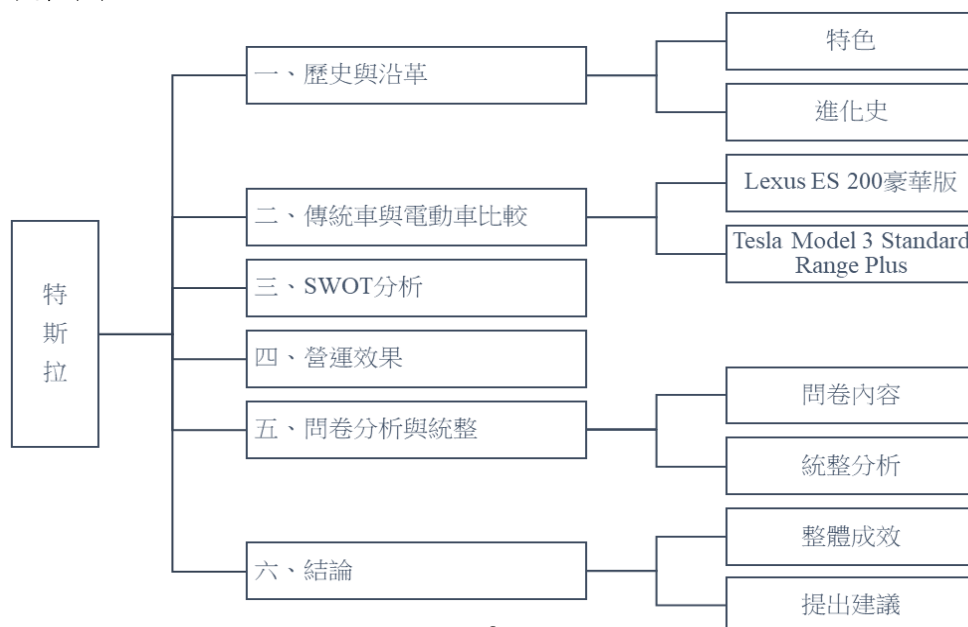 特
斯
拉
一、歷史與沿革
特色
進化史
二、傳統車與電動車比較
Lexus ES 200豪華版
Tesla Model 3 Standard
Range Plus
三、SWOT分析
四、營運效果
五、問卷分析與統整
問卷內容
統整分析
六、結論
整體成效
提出建議